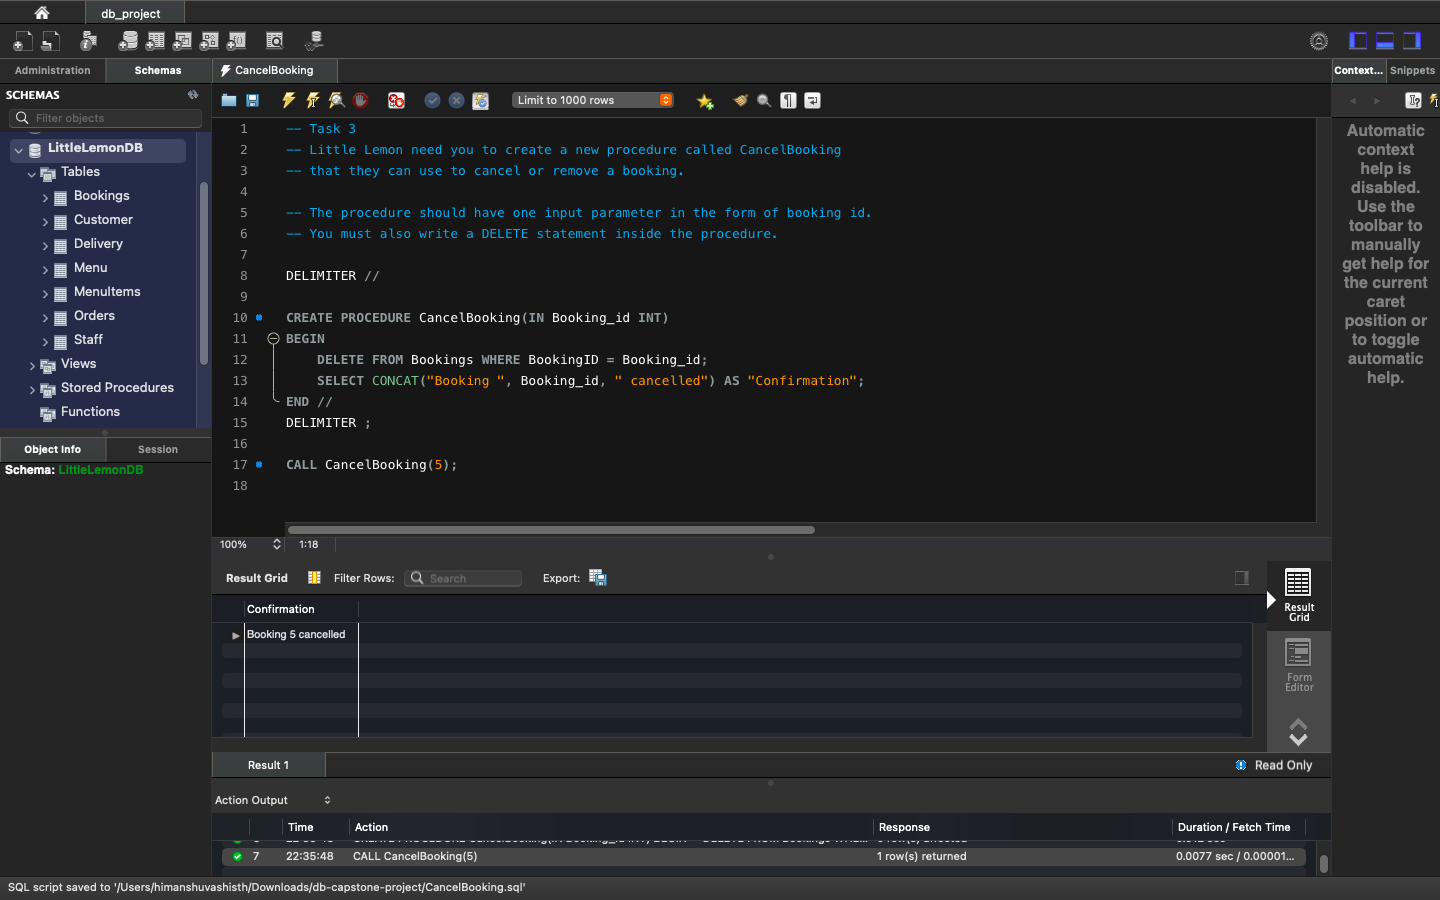 db_project
Administration
Schemas
CancelBooking
Context...
Snippets
SCHEMAS
Filter objects
LittleLemonDB
Tables
Bookings
Customer
Delivery
Menu
MenuItems
Orders
Staff
Views
Stored Procedures
Functions
Object Info
Session
Schema: LittleLemonDB
Limit to 1000 rows
1 -- Task 3
2 -- Little Lemon need you to create a new procedure called CancelBooking
3 -- that they can use to cancel or remove a booking.
4
5 -- The procedure should have one input parameter in the form of booking id.
6 -- You must also write a DELETE statement inside the procedure.
7
8 DELIMITER //
9
10 CREATE PROCEDURE CancelBooking(IN Booking_id INT)
11 BEGIN
12 DELETE FROM Bookings WHERE BookingID = Booking_id;
13 SELECT CONCAT("Booking ", Booking_id, " cancelled") AS "Confirmation";
14 END //
15 DELIMITER ;
16
17 CALL CancelBooking(5);
18
100%
1:18
Automatic
context
help is
disabled.
Use the
toolbar to
manually
get help for
the current
caret
position or
to toggle
automatic
help.
Result Grid
Filter Rows:
Search
Export:
Confirmation
Booking 5 cancelled
Result
Grid
Form
Editor
Result 1
Read Only
Action Output
Time Action Response Duration / Fetch Time
7 22:35:48 CALL CancelBooking(5) 1 row(s) returned 0.0077 sec / 0.00001...
SQL script saved to '/Users/himanshuvashisth/Downloads/db-capstone-project/CancelBooking.sql'